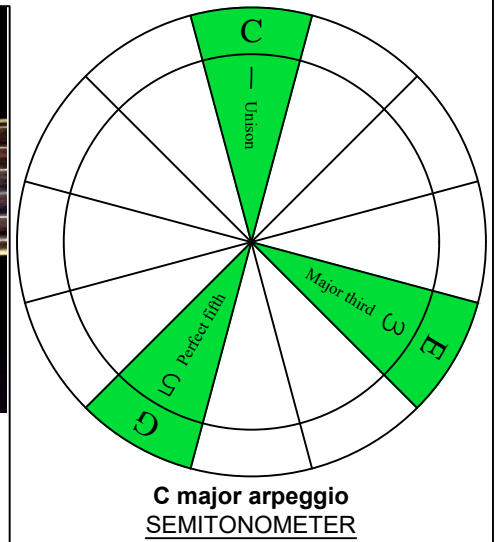 C
1 Unison
E
3 Major third
G
5 Perfect fifth
C major arpeggio
SEMITONOMETER